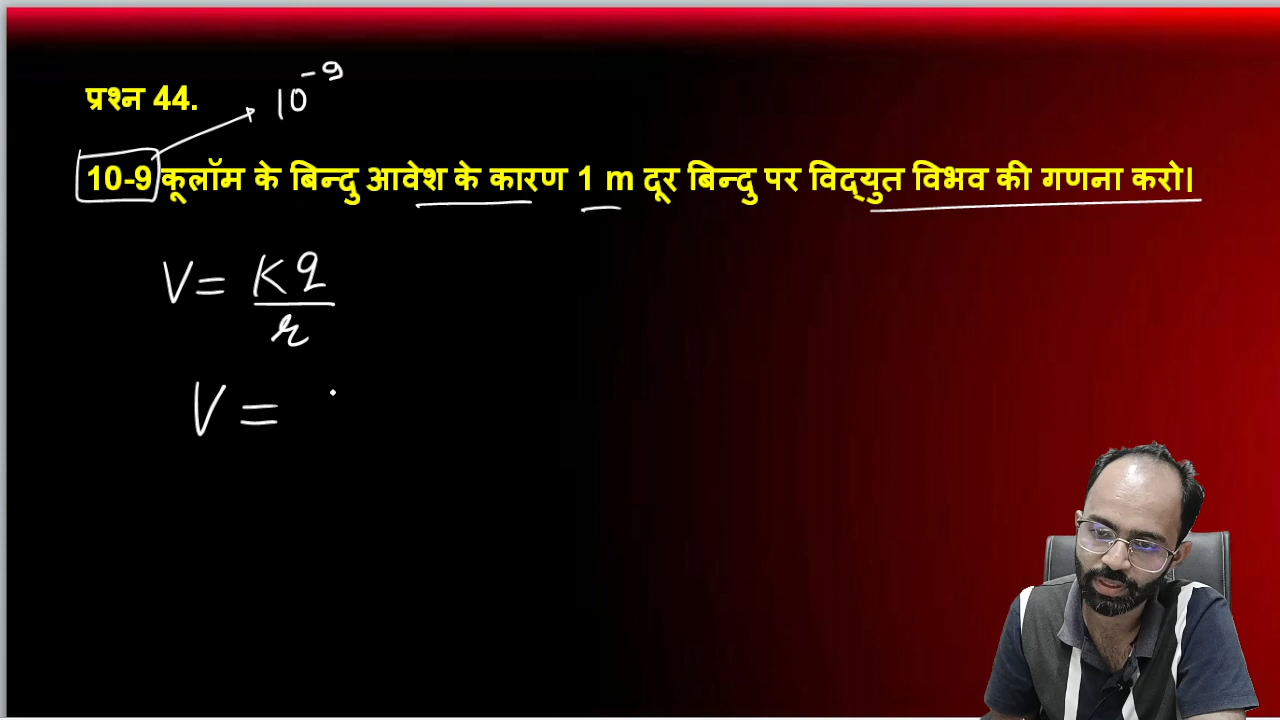 प्रश्न 44.
10⁻⁹
10-9 कूलॉम के बिन्दु आवेश के कारण 1 m दूर बिन्दु पर विद्युत विभव की गणना करो।
V = Kq/r
V =